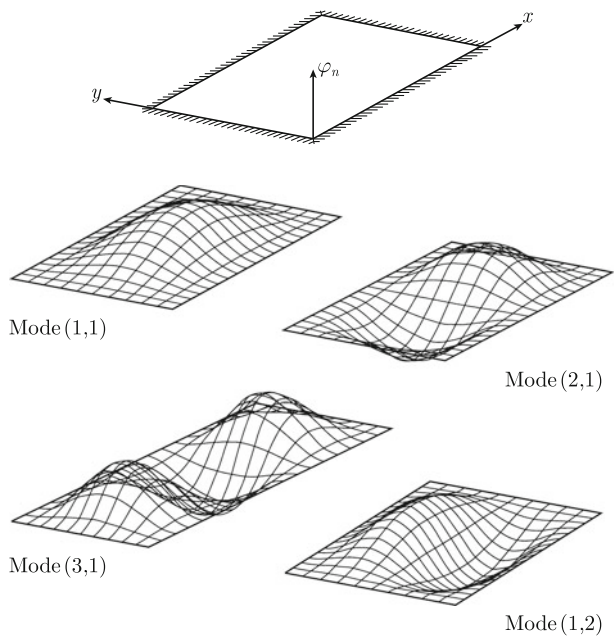 x
φn
y
Mode (1,1)
Mode (2,1)
Mode (3,1)
Mode (1,2)